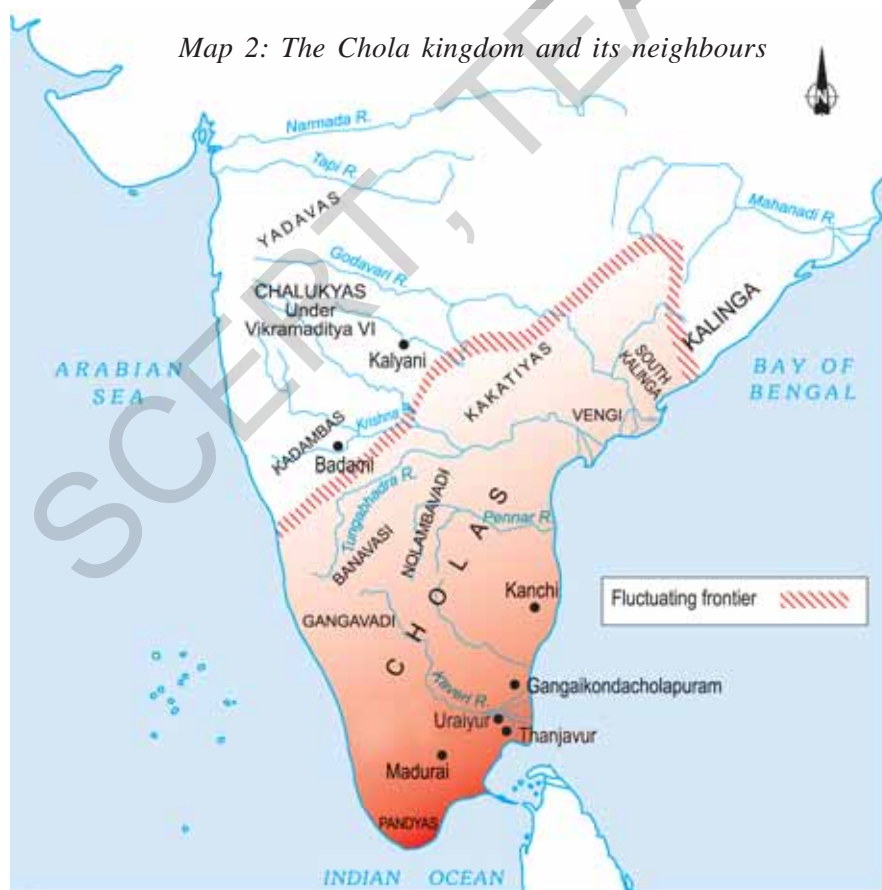 Map 2: The Chola kingdom and its neighbours
N
Narmada R.
Tapi R.
YADAVAS
Mahanadi R.
Godavari R.
CHALUKYAS
Under
Vikramaditya VI
KALINGA
Kalyani
ARABIAN
SEA
BAY OF
BENGAL
KAKATIYAS
SOUTH
KALINGA
VENGI
KADAMBAS
Krishna R.
Badami
Tungabhadra R.
NOLAMBAVADI
BANAVASI
Pennar R.
CHOLAS
Kanchi
Fluctuating frontier
GANGAVADI
Kaveri R.
Gangaikondacholapuram
Uraiyur
Thanjavur
Madurai
PANDYAS
INDIAN OCEAN
SCERT, TEA